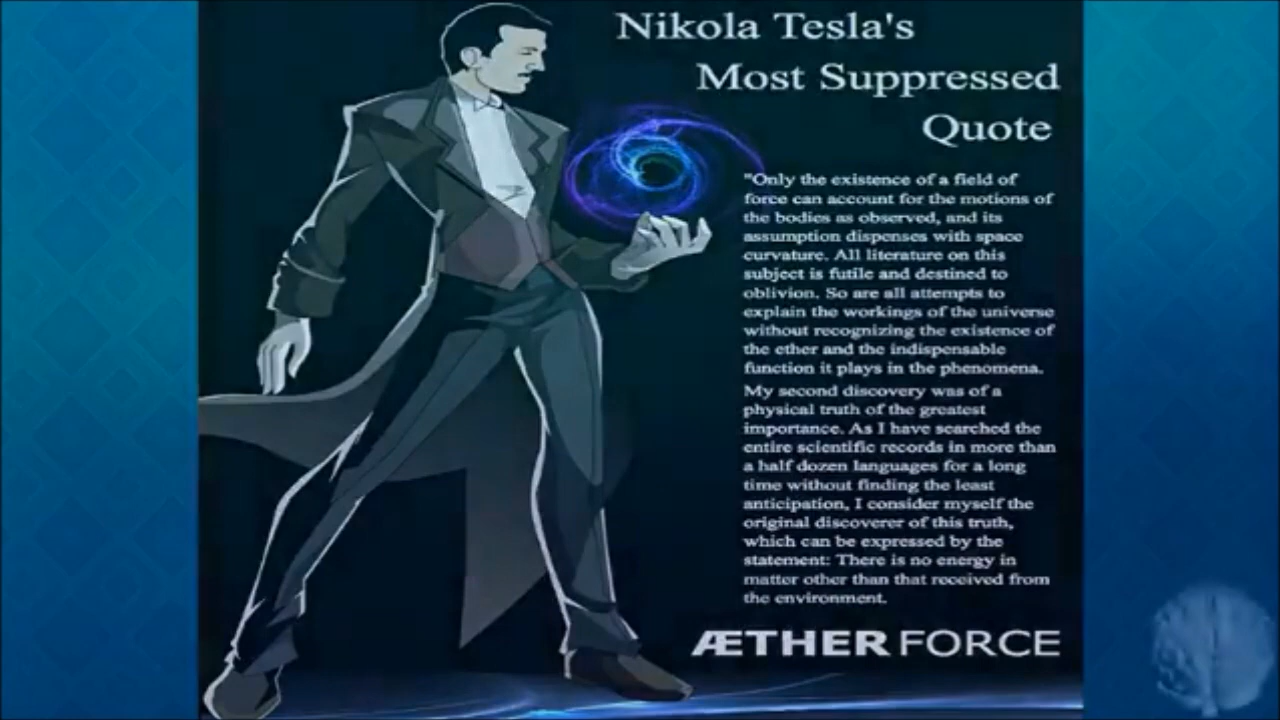 Nikola Tesla's
Most Suppressed
Quote
"Only the existence of a field of
force can account for the motions of
the bodies as observed, and its
assumption dispenses with space
curvature. All literature on this
subject is futile and destined to
oblivion. So are all attempts to
explain the workings of the universe
without recognizing the existence of
the ether and the indispensable
function it plays in the phenomena.
My second discovery was of a
physical truth of the greatest
importance. As I have searched the
entire scientific records in more than
a half dozen languages for a long
time without finding the least
anticipation, I consider myself the
original discoverer of this truth,
which can be expressed by the
statement: There is no energy in
matter other than that received from
the environment.
ÆTHER FORCE